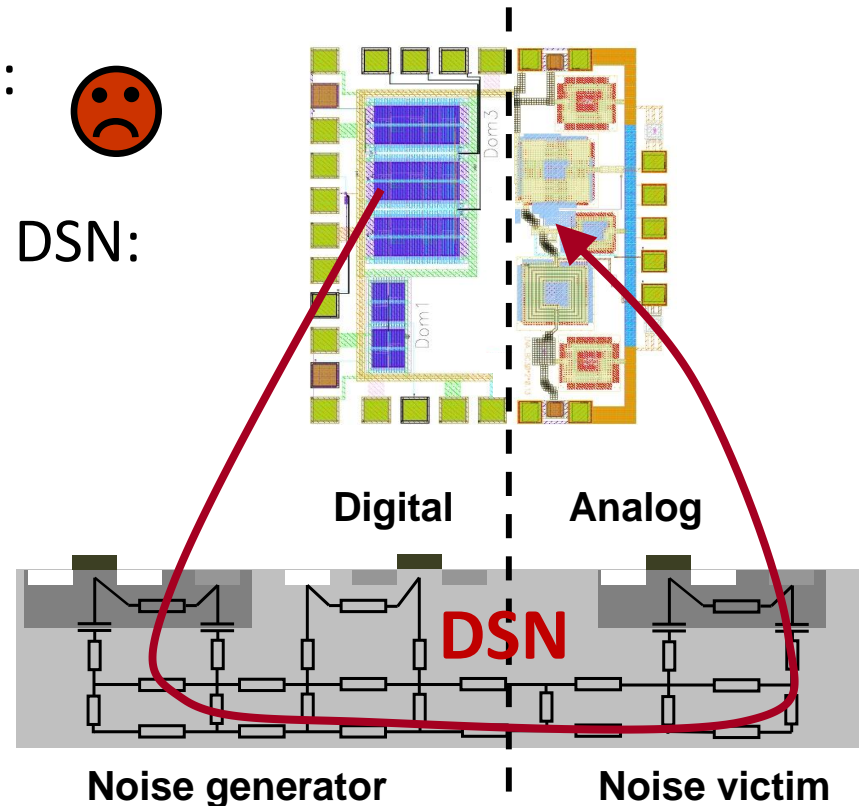 :
DSN:
Dom3
Dom1
Digital
Analog
DSN
Noise generator
Noise victim